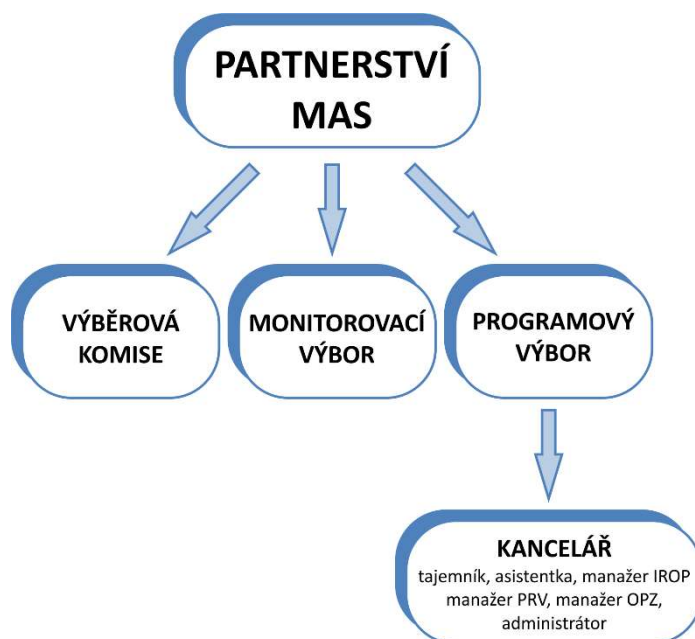 PARTNERSTVÍ
MAS
VÝBĚROVÁ
KOMISE
MONITOROVACÍ
VÝBOR
PROGRAMOVÝ
VÝBOR
KANCELÁŘ
tajemník, asistentka, manažer IROP
manažer PRV, manažer OPZ,
administrátor